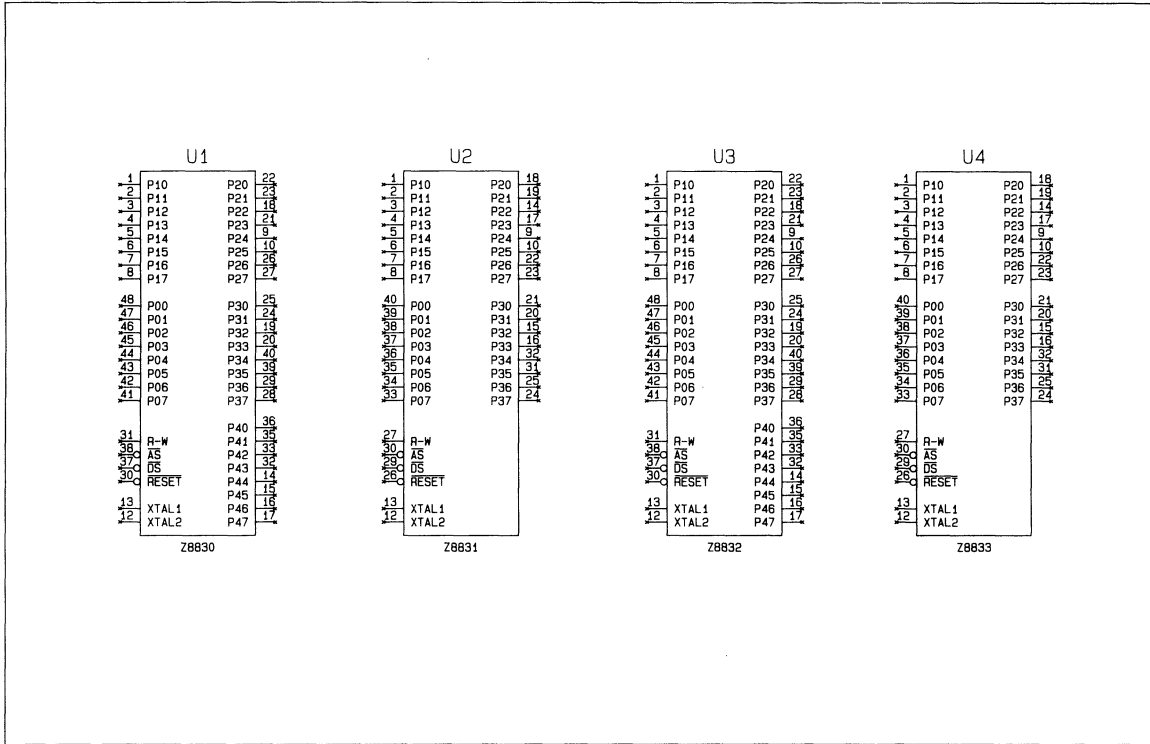 U1
1 P10 P20 22
2 P11 P21 23
3 P12 P22 18
4 P13 P23 21
5 P14 P24 9
6 P15 P25 10
7 P16 P26 26
8 P17 P27 27
48 P00 P30 25
47 P01 P31 24
46 P02 P32 19
45 P03 P33 20
44 P04 P34 40
43 P05 P35 39
42 P06 P36 29
41 P07 P37 28
P40 36
31 R-W P41 35
38 AS P42 33
37 DS P43 32
30 RESET P44 14
P45 15
13 XTAL1 P46 16
12 XTAL2 P47 17
Z8830
U2
1 P10 P20 18
2 P11 P21 19
3 P12 P22 14
4 P13 P23 17
5 P14 P24 9
6 P15 P25 10
7 P16 P26 22
8 P17 P27 23
40 P00 P30 21
39 P01 P31 20
38 P02 P32 15
37 P03 P33 16
36 P04 P34 32
35 P05 P35 31
34 P06 P36 25
33 P07 P37 24
27 R-W
30 AS
29 DS
26 RESET
13 XTAL1
12 XTAL2
Z8831
U3
1 P10 P20 22
2 P11 P21 23
3 P12 P22 18
4 P13 P23 21
5 P14 P24 9
6 P15 P25 10
7 P16 P26 26
8 P17 P27 27
48 P00 P30 25
47 P01 P31 24
46 P02 P32 19
45 P03 P33 20
44 P04 P34 40
43 P05 P35 39
42 P06 P36 29
41 P07 P37 28
P40 36
31 R-W P41 35
38 AS P42 33
37 DS P43 32
30 RESET P44 14
P45 15
13 XTAL1 P46 16
12 XTAL2 P47 17
Z8832
U4
1 P10 P20 18
2 P11 P21 19
3 P12 P22 14
4 P13 P23 17
5 P14 P24 9
6 P15 P25 10
7 P16 P26 22
8 P17 P27 23
40 P00 P30 21
39 P01 P31 20
38 P02 P32 15
37 P03 P33 16
36 P04 P34 32
35 P05 P35 31
34 P06 P36 25
33 P07 P37 24
27 R-W
30 AS
29 DS
26 RESET
13 XTAL1
12 XTAL2
Z8833